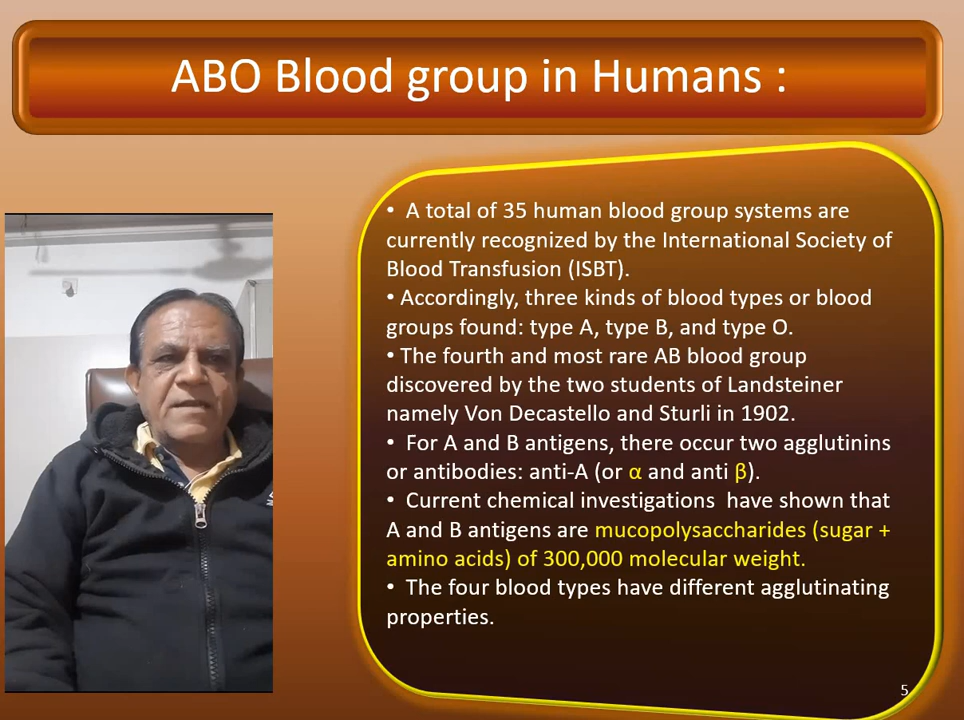 ABO Blood group in Humans :
• A total of 35 human blood group systems are
currently recognized by the International Society of
Blood Transfusion (ISBT).
• Accordingly, three kinds of blood types or blood
groups found: type A, type B, and type O.
• The fourth and most rare AB blood group
discovered by the two students of Landsteiner
namely Von Decastello and Sturli in 1902.
• For A and B antigens, there occur two agglutinins
or antibodies: anti-A (or α and anti β).
• Current chemical investigations have shown that
A and B antigens are mucopolysaccharides (sugar +
amino acids) of 300,000 molecular weight.
• The four blood types have different agglutinating
properties.
5